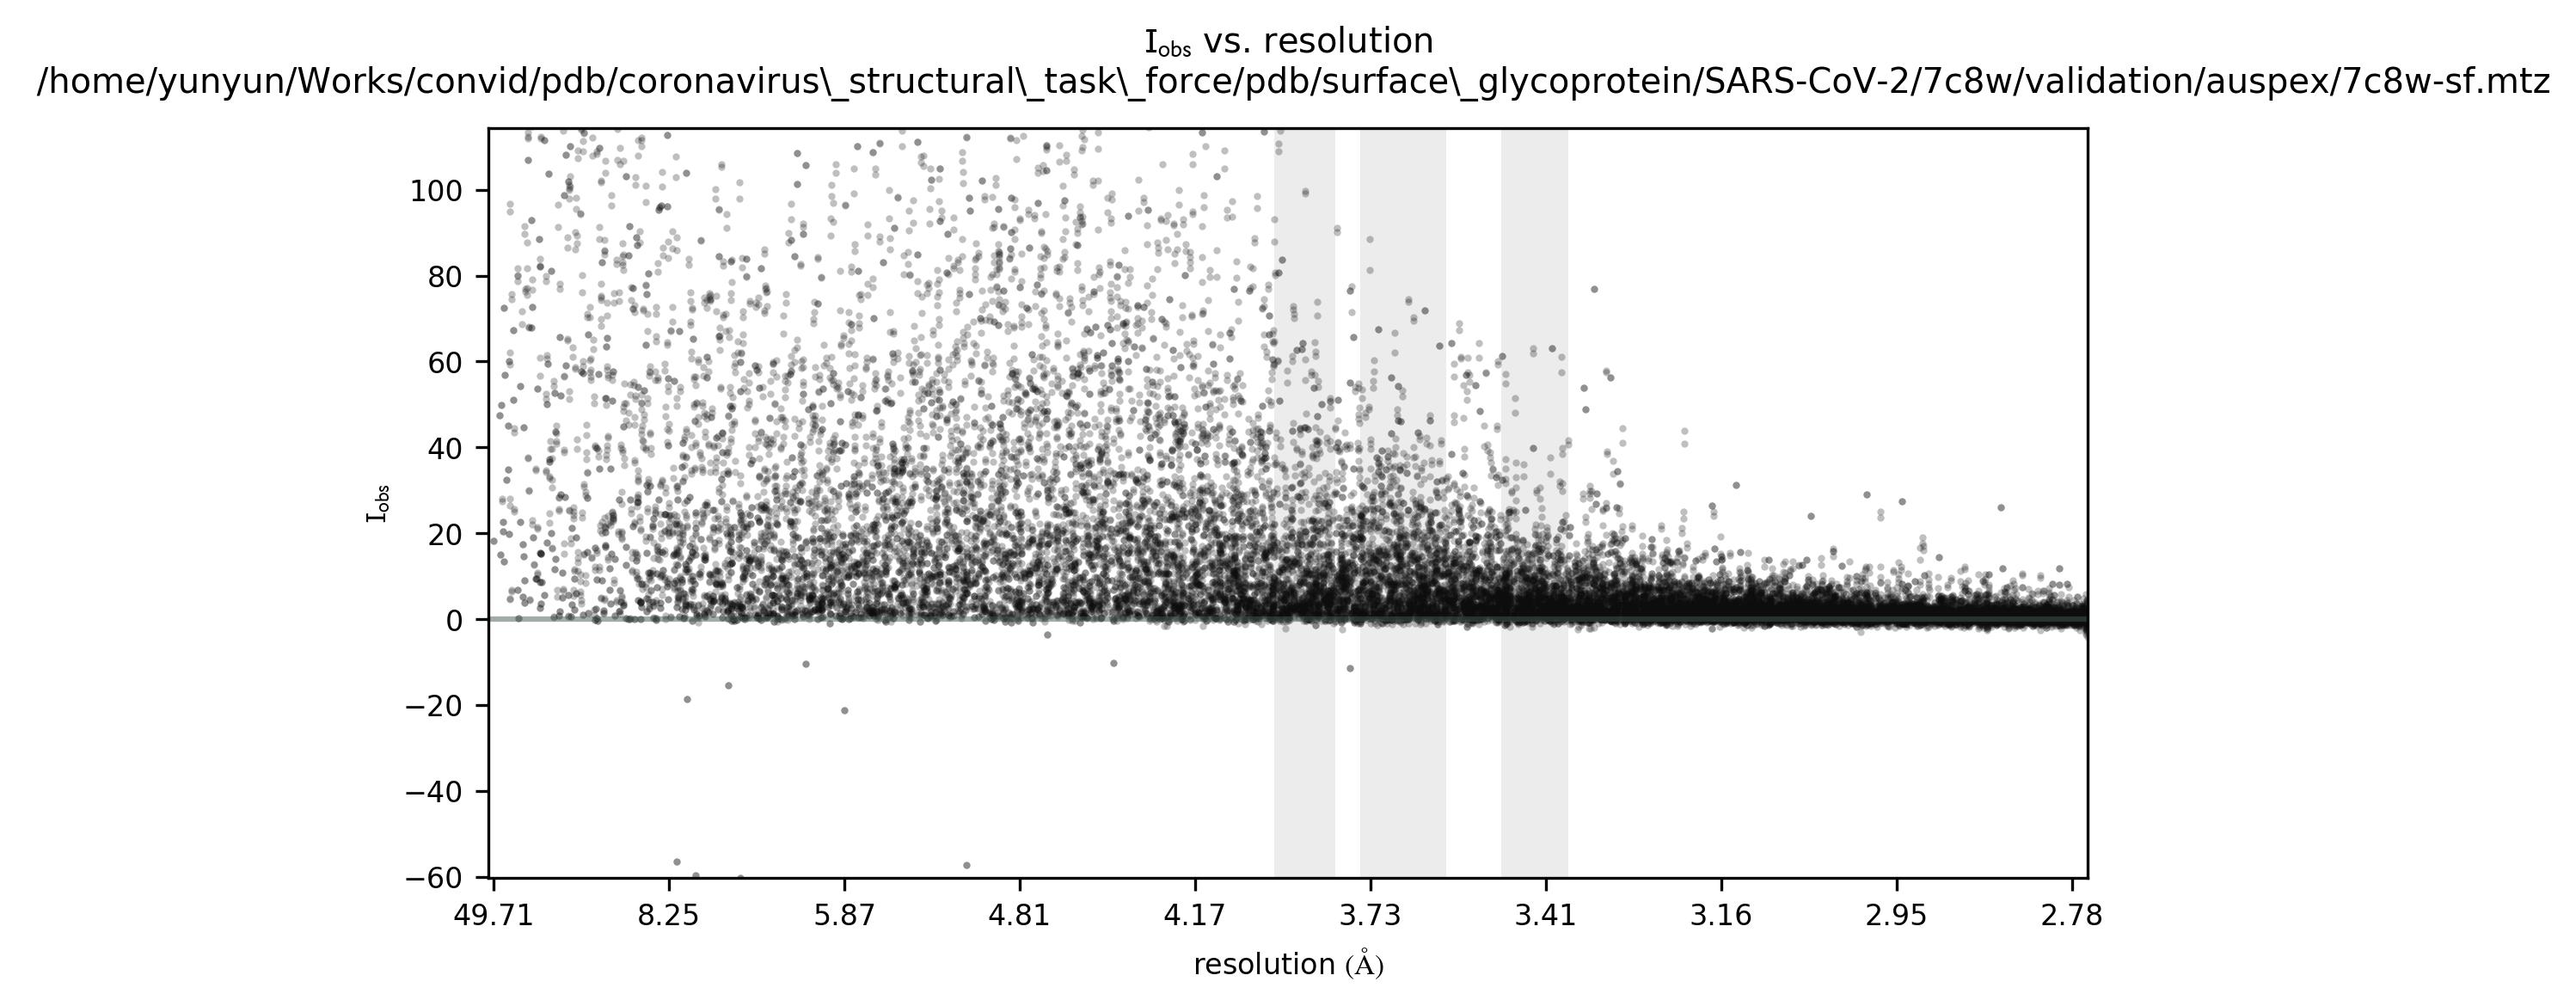 I_obs vs. resolution
/home/yunyun/Works/convid/pdb/coronavirus\_structural\_task\_force/pdb/surface\_glycoprotein/SARS-CoV-2/7c8w/validation/auspex/7c8w-sf.mtz
I_obs
100
80
60
40
20
0
−20
−40
−60
49.71 8.25 5.87 4.81 4.17 3.73 3.41 3.16 2.95 2.78
resolution (Å)